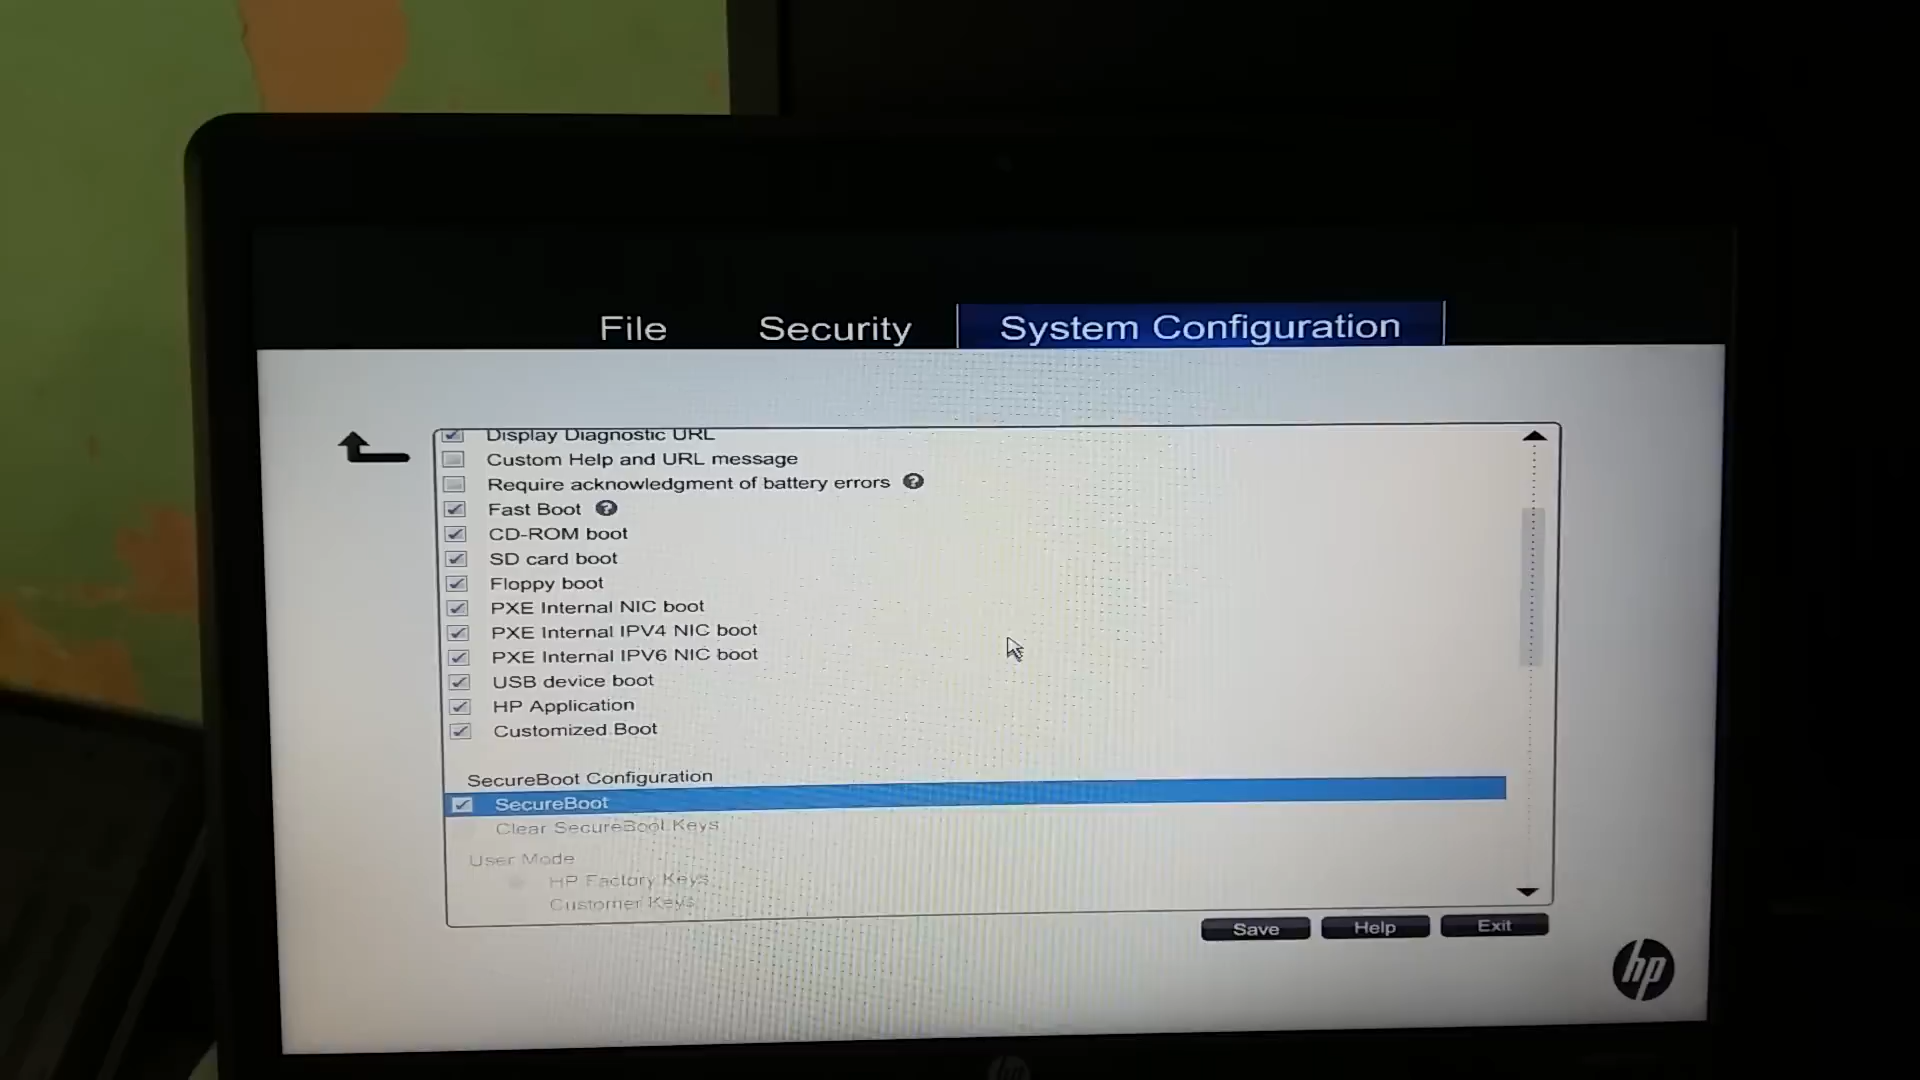 File Security System Configuration
Display Diagnostic URL
Custom Help and URL message
Require acknowledgment of battery errors ?
Fast Boot ?
CD-ROM boot
SD card boot
Floppy boot
PXE Internal NIC boot
PXE Internal IPV4 NIC boot
PXE Internal IPV6 NIC boot
USB device boot
HP Application
Customized Boot
SecureBoot Configuration
SecureBoot
Clear SecureBoot Keys
User Mode
HP Factory Keys
Customer Keys
Save Help Exit
hp
hp